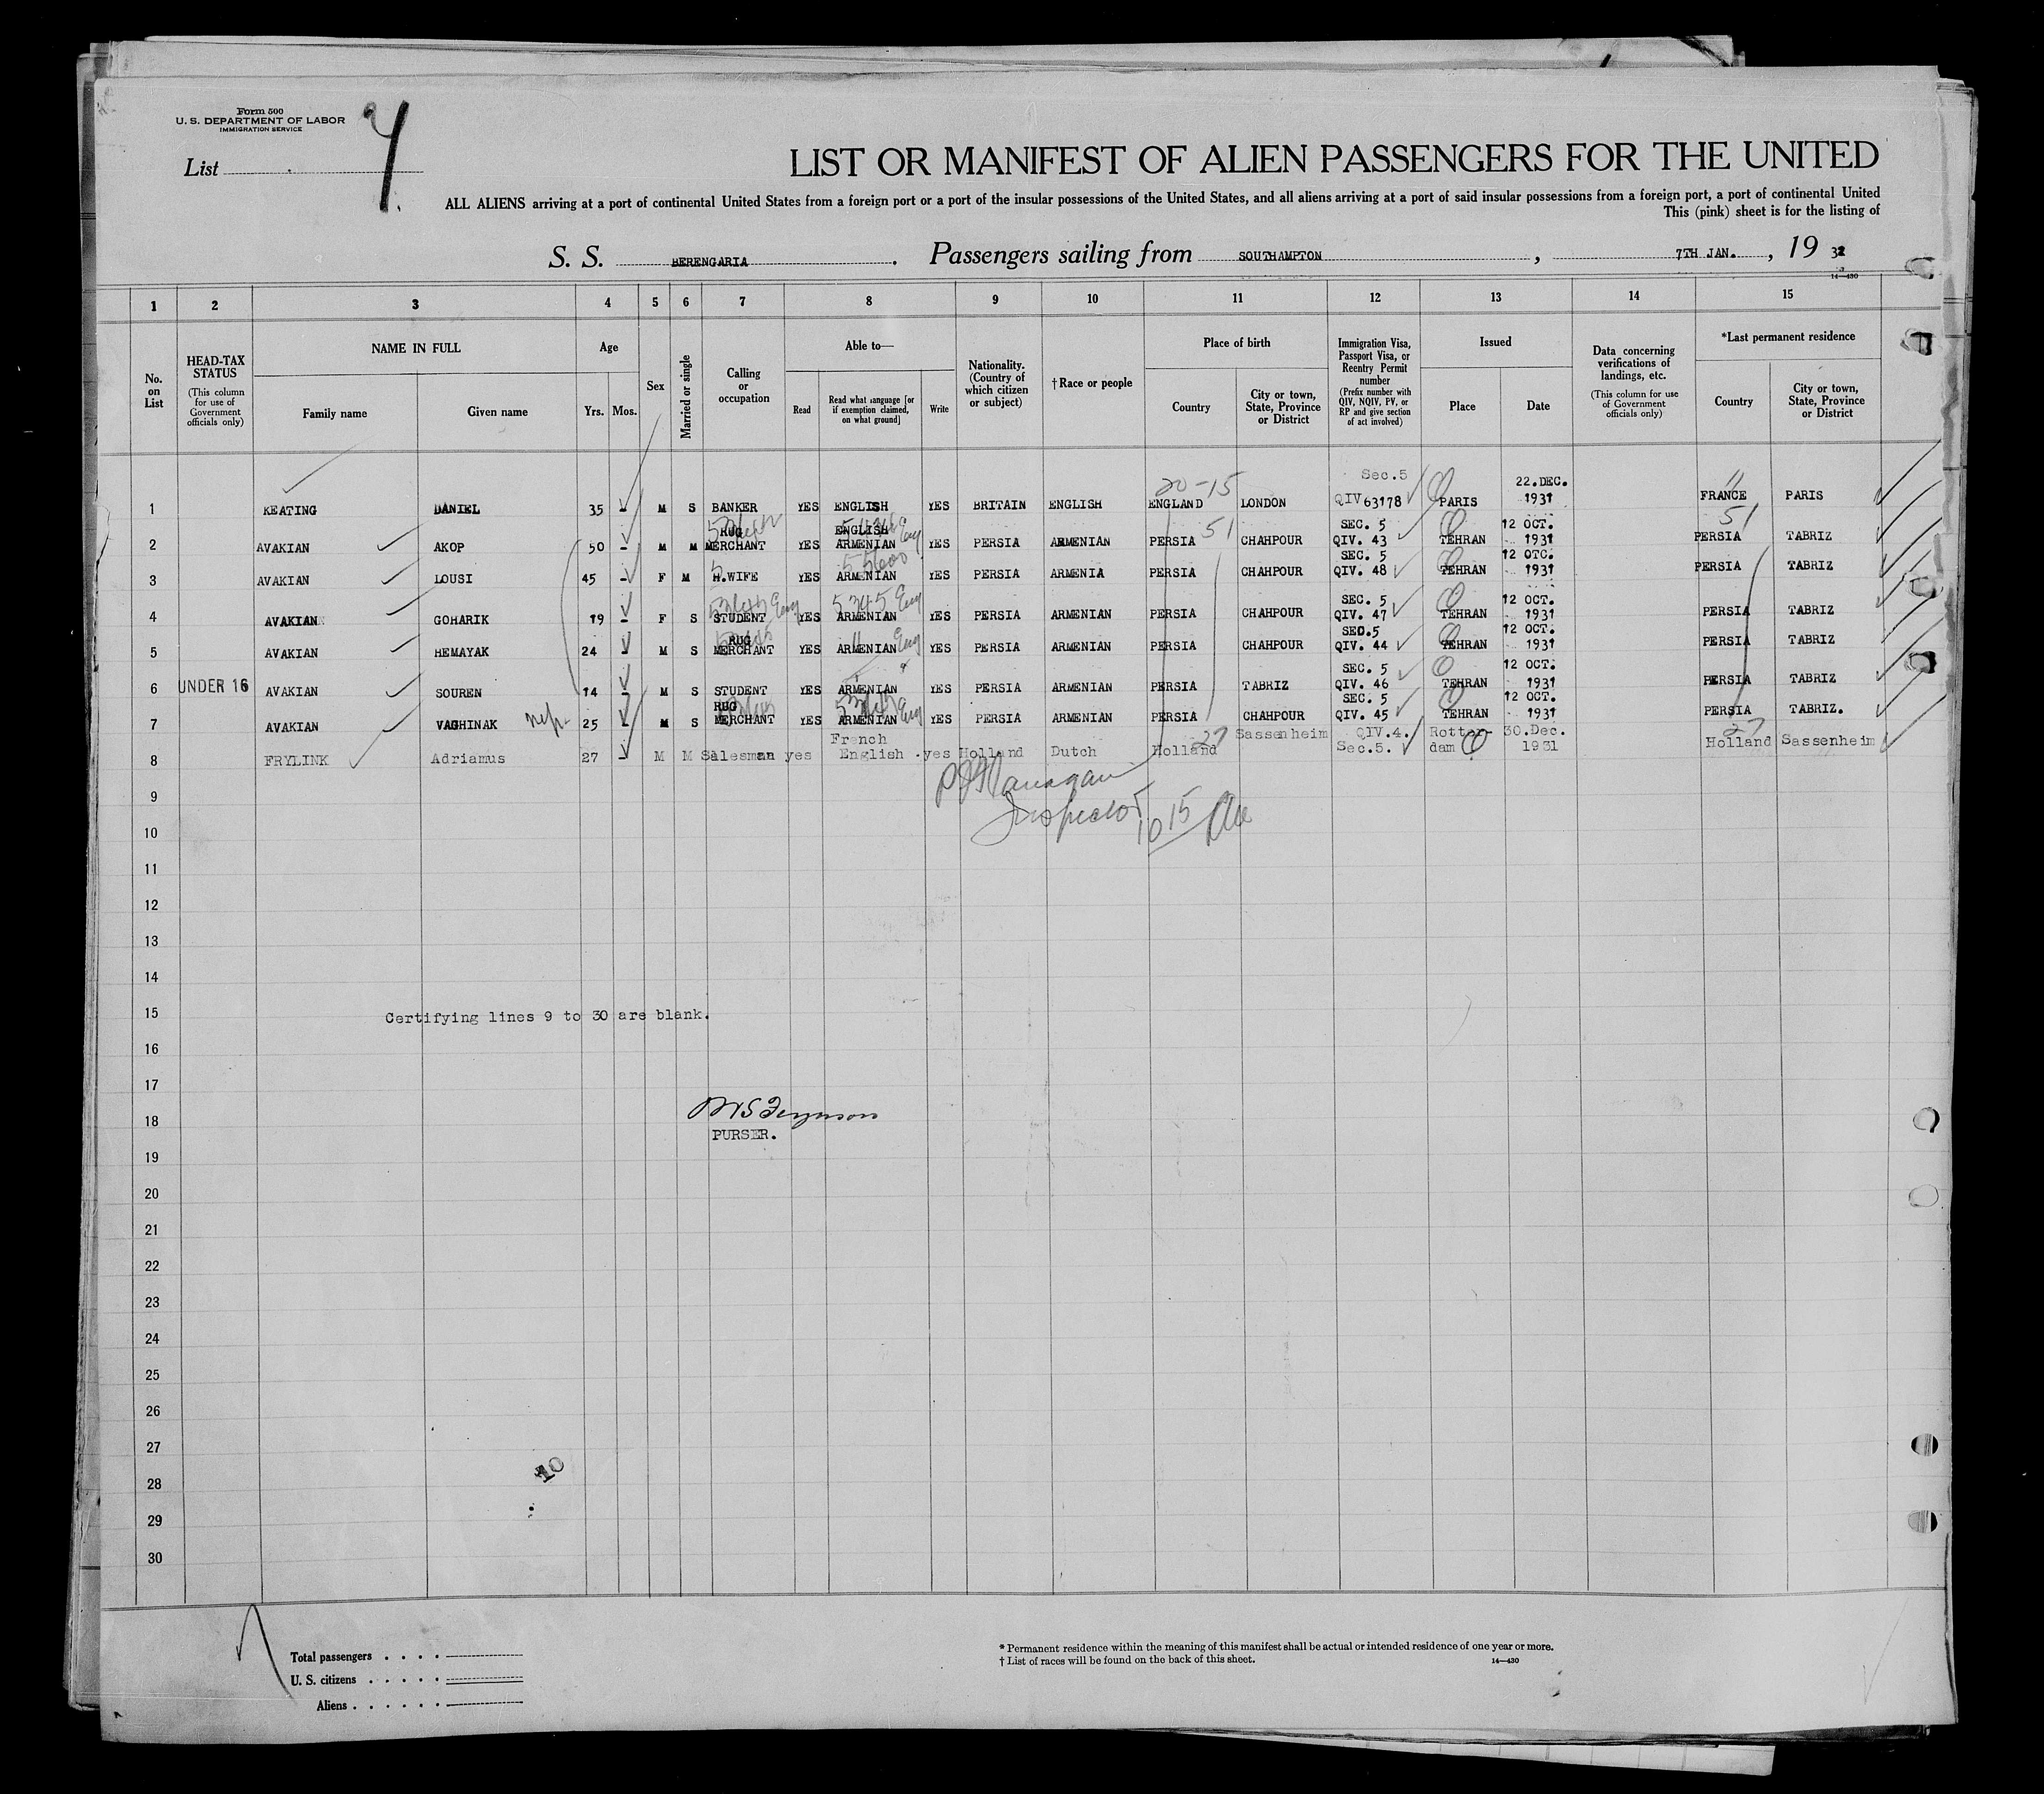 Form 500
U. S. DEPARTMENT OF LABOR
IMMIGRATION SERVICE
List
4
LIST OR MANIFEST OF ALIEN PASSENGERS FOR THE UNITED
ALL ALIENS arriving at a port of continental United States from a foreign port or a port of the insular possessions of the United States, and all aliens arriving at a port of said insular possessions from a foreign port, a port of continental United
This (pink) sheet is for the listing of
S. S. BERENGARIA. Passengers sailing from SOUTHAMPTON, 7TH JAN., 19 32
14—430
1 2 3 4 5 6 7 8 9 10 11 12 13 14 15
No. on List
HEAD-TAX STATUS
(This column for use of Government officials only)
NAME IN FULL
Family name
Given name
Age
Yrs.
Mos.
Sex
Married or single
Calling or occupation
Able to—
Read
Read what language [or if exemption claimed, on what ground]
Write
Nationality. (Country of which citizen or subject)
†Race or people
Place of birth
Country
City or town, State, Province or District
Immigration Visa, Passport Visa, or Reentry Permit number
(Prefix number with QIV, NQIV, PV, or RP and give section of act involved)
Issued
Place
Date
Data concerning verifications of landings, etc.
(This column for use of Government officials only)
*Last permanent residence
Country
City or town, State, Province or District
20-15
11
1 KEATING DANIEL 35 - M S BANKER YES ENGLISH YES BRITAIN ENGLISH ENGLAND LONDON Sec.5 QIV 63178 PARIS 22.DEC. 1931 FRANCE PARIS
51
51
2 AVAKIAN AKOP 50 - M M RUG MERCHANT YES ENGLISH ARMENIAN YES PERSIA ARMENIAN PERSIA CHAHPOUR SEC. 5 QIV. 43 TEHRAN 12 OCT. 1931 PERSIA TABRIZ
3 AVAKIAN LOUSI 45 - F M H.WIFE YES ARMENIAN YES PERSIA ARMENIA PERSIA CHAHPOUR SEC. 5 QIV. 48 TEHRAN 12 OTC. 1931 PERSIA TABRIZ
4 AVAKIAN GOHARIK 19 - F S STUDENT YES ARMENIAN YES PERSIA ARMENIAN PERSIA CHAHPOUR SEC. 5 QIV. 47 TEHRAN 12 OCT. 1931 PERSIA TABRIZ
5 AVAKIAN HEMAYAK 24 - M S RUG MERCHANT YES ARMENIAN YES PERSIA ARMENIAN PERSIA CHAHPOUR SEC.5 QIV. 44 TEHRAN 12 OCT. 1931 PERSIA TABRIZ
6 UNDER 16 AVAKIAN SOUREN 14 - M S STUDENT YES ARMENIAN YES PERSIA ARMENIAN PERSIA TABRIZ SEC. 5 QIV. 46 TEHRAN 12 OCT. 1931 PERSIA TABRIZ
7 AVAKIAN VAGHINAK 25 - M S RUG MERCHANT YES ARMENIAN YES PERSIA ARMENIAN PERSIA CHAHPOUR SEC. 5 QIV. 45 TEHRAN 12 OCT. 1931 PERSIA TABRIZ.
27
27
8 FRYLINK Adriamus 27 - M M Salesman yes French English yes Holland Dutch Holland Sassenheim QIV.4. Sec.5. Rotterdam 30.Dec. 1931 Holland Sassenheim
9
Inspector
10
11
12
13
14
15 Certifying lines 9 to 30 are blank.
16
17
18
PURSER.
19
20
21
22
23
24
25
26
27
28
29
30
10
Total passengers
U. S. citizens
Aliens
* Permanent residence within the meaning of this manifest shall be actual or intended residence of one year or more.
† List of races will be found on the back of this sheet.
14—430